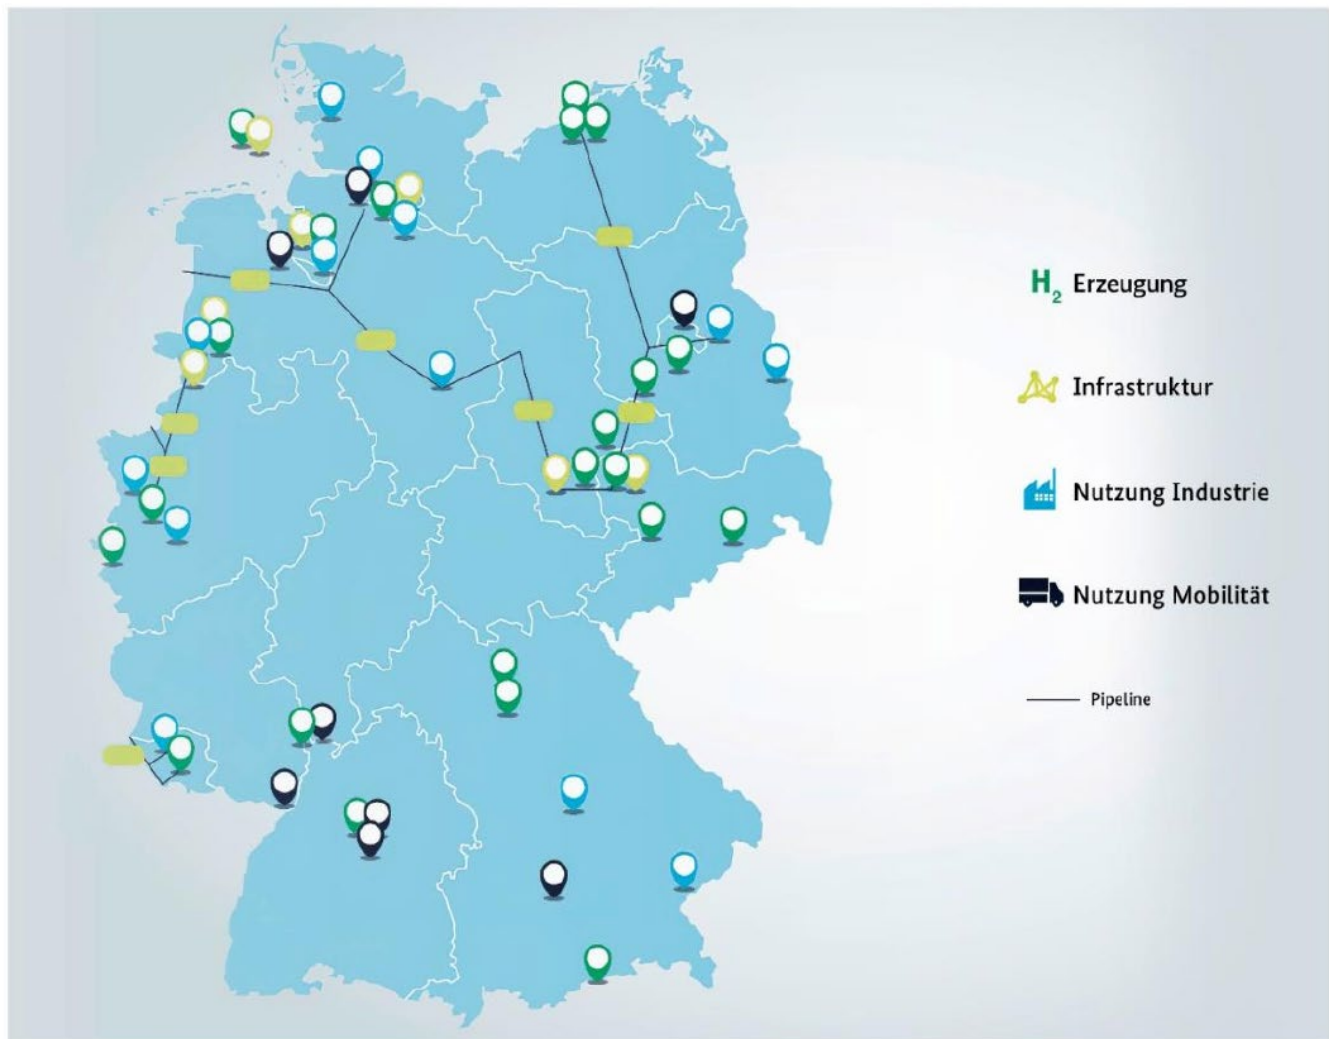 H₂ Erzeugung
Infrastruktur
Nutzung Industrie
Nutzung Mobilität
Pipeline